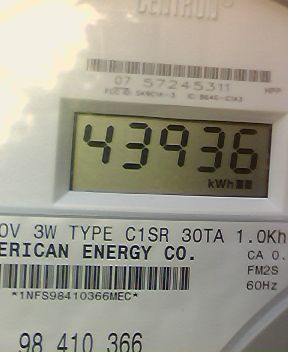 CENTRON®
07 57245311
HPP
43936
kWh
0V 3W TYPE C1SR 30TA 1.0Kh
ERICAN ENERGY CO.
CA 0.
FM2S
60Hz
*1NFS98410366MEC*
98 410 366